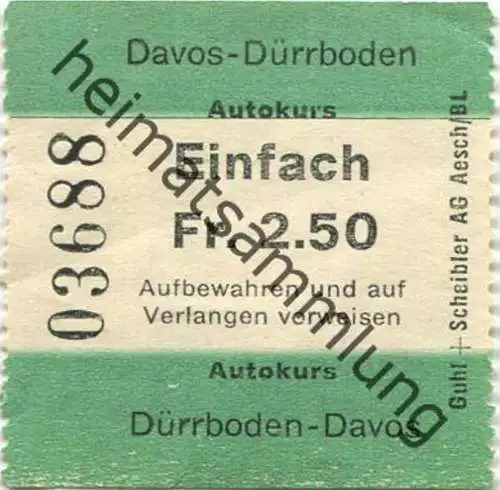 Davos-Dürrboden
Autokurs
Einfach
Fr. 2.50
Aufbewahren und auf
Verlangen vorweisen
Autokurs
Dürrboden-Davos
03688
Guhl + Scheibler AG Aesch/BL
heimatsammlung